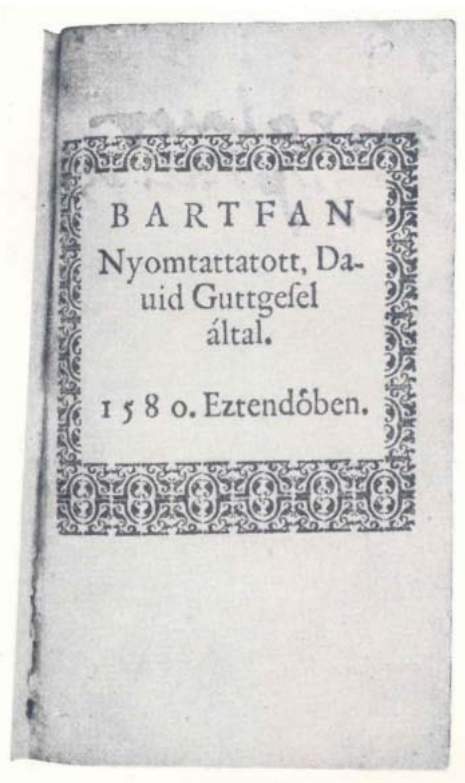 BARTFAN
Nyomtattatott, Da-
uid Guttgeſel
által.
1580. Eztendőben.